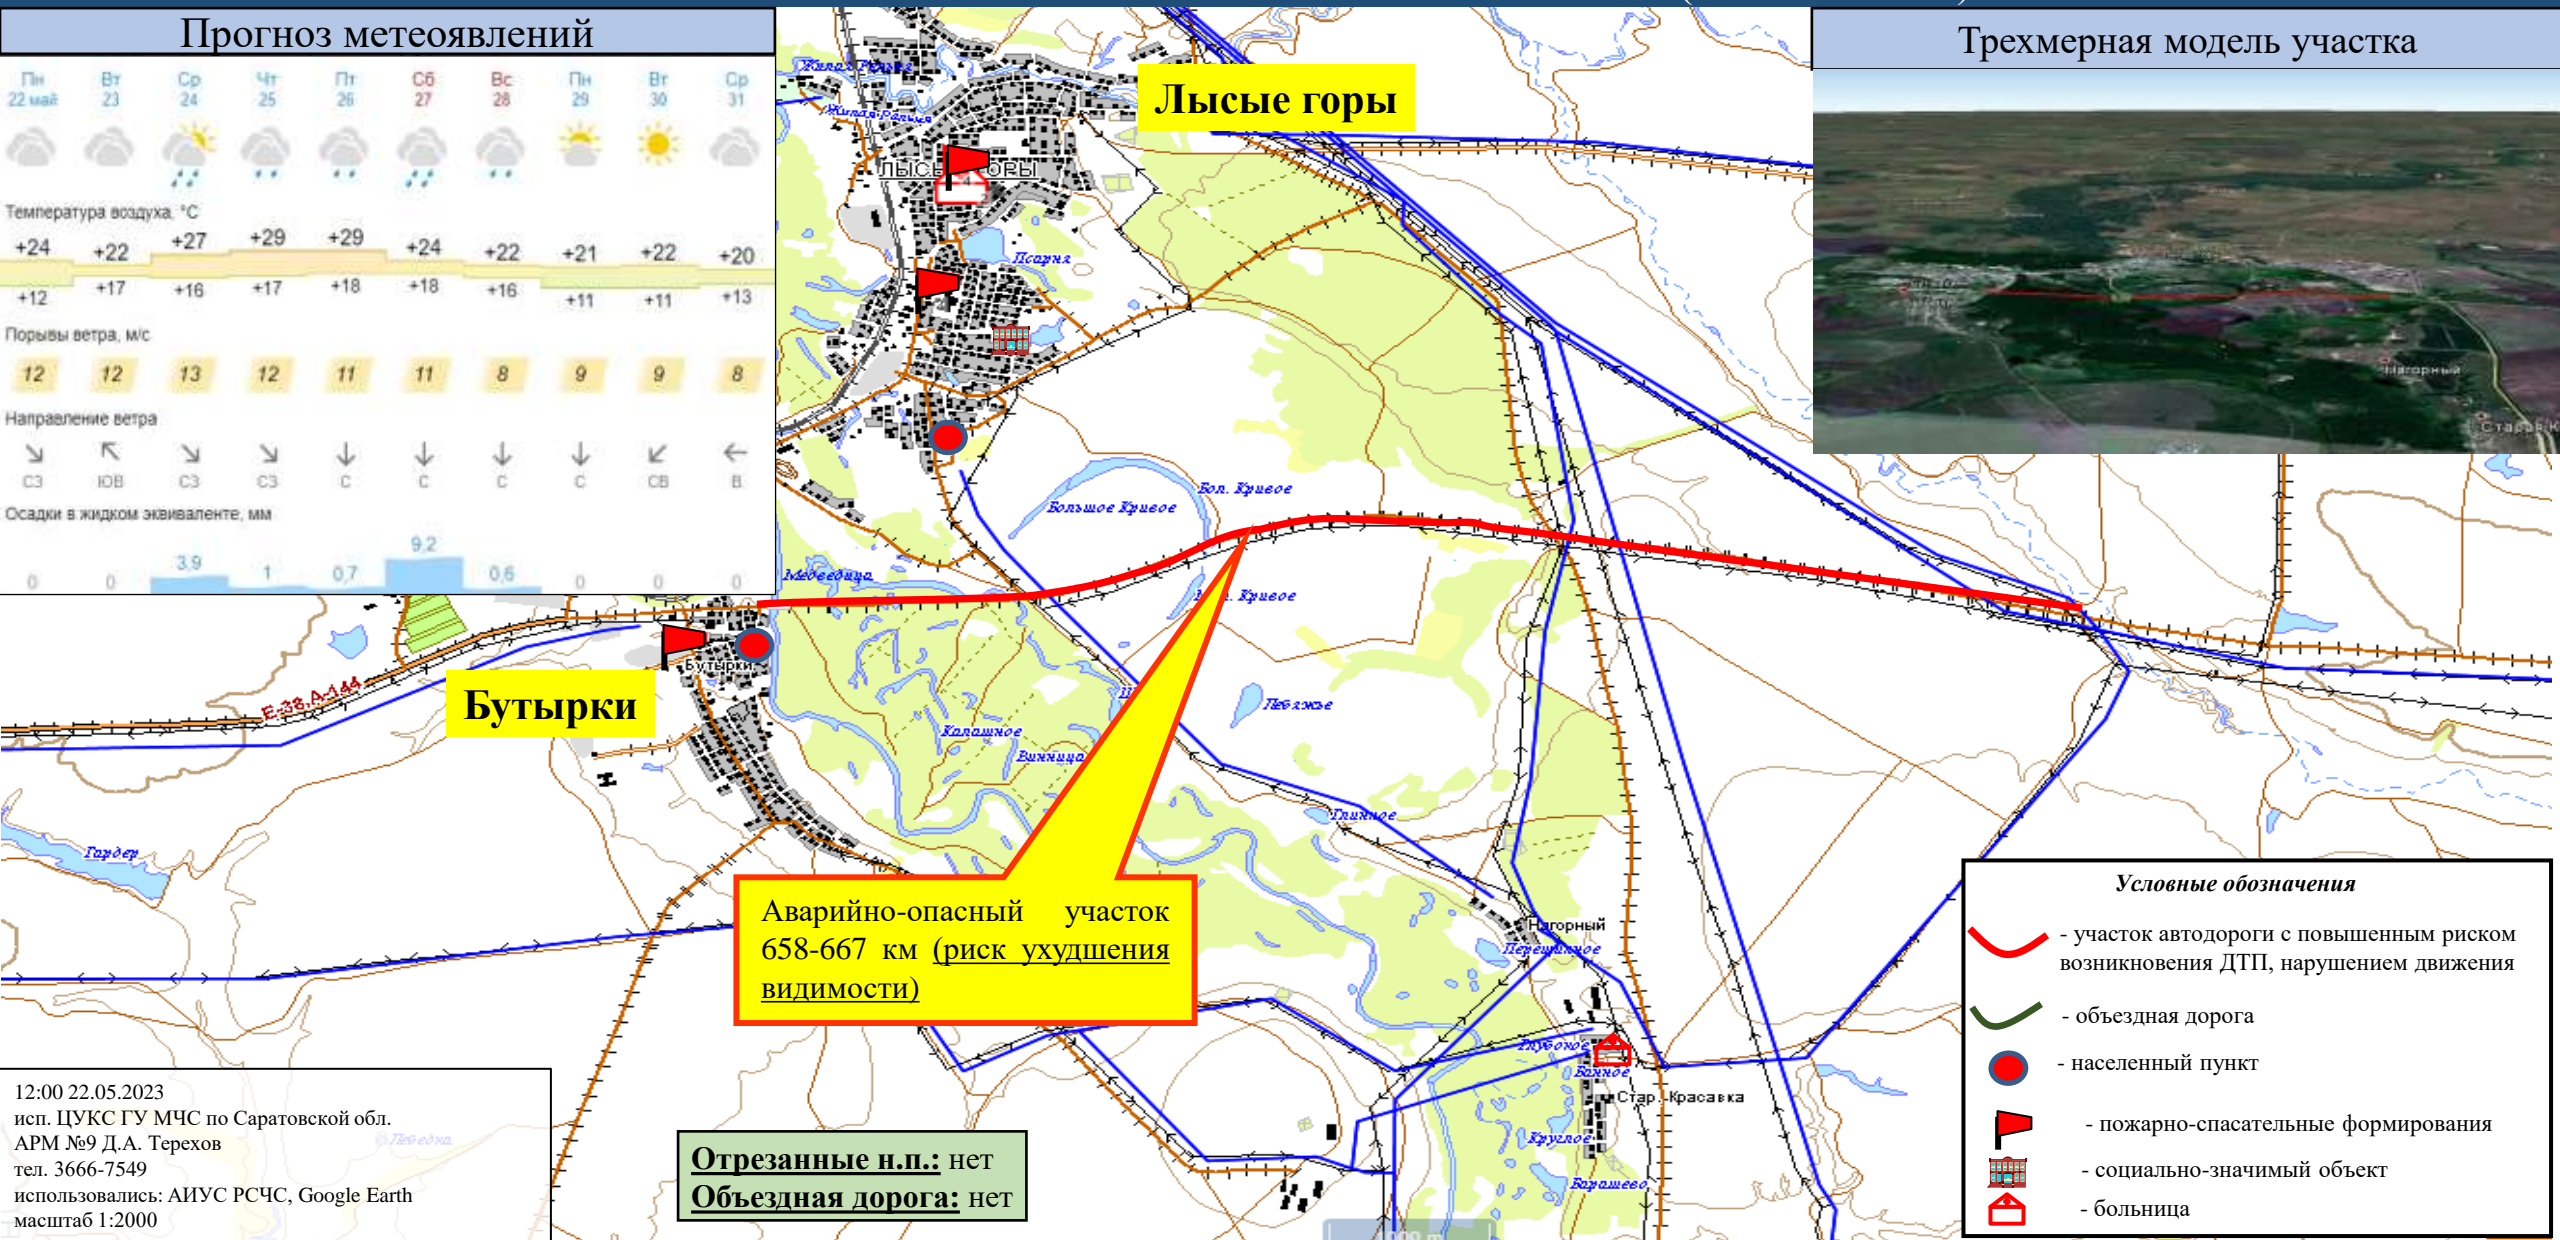 Прогноз метеоявлений
Пн Вт Ср Чт Пт Сб Вс Пн Вт Ср
22 май 23 24 25 26 27 28 29 30 31
Температура воздуха, °C
+24 +22 +27 +29 +29 +24 +22 +21 +22 +20
+12 +17 +16 +17 +18 +18 +16 +11 +11 +13
Порывы ветра, м/с
12 12 13 12 11 11 8 9 9 8
Направление ветра
СЗ ЮВ СЗ СЗ С С С С СВ В
Осадки в жидком эквиваленте, мм
0 0 3,9 1 0,7 9,2 0,6 0 0 0
Трехмерная модель участка
Нагорный
Старая К
Лысые горы
Жилая Рельня
Псарня
Большое Кривое
Бол. Кривое
Кривое
Медведица
Бутырки
Е-38,А-144
Бутырки
Лебяжье
Калашное
Винница
Глинное
Гардер
Аварийно-опасный участок
658-667 км (риск ухудшения
видимости)
Нагорный
Глубокое
Банное
Стар. Красавка
Круглое
Барашево
Лебедка
12:00 22.05.2023
исп. ЦУКС ГУ МЧС по Саратовской обл.
АРМ №9 Д.А. Терехов
тел. 3666-7549
использовались: АИУС РСЧС, Google Earth
масштаб 1:2000
Отрезанные н.п.: нет
Объездная дорога: нет
Условные обозначения
- участок автодороги с повышенным риском
возникновения ДТП, нарушением движения
- объездная дорога
- населенный пункт
- пожарно-спасательные формирования
- социально-значимый объект
- больница